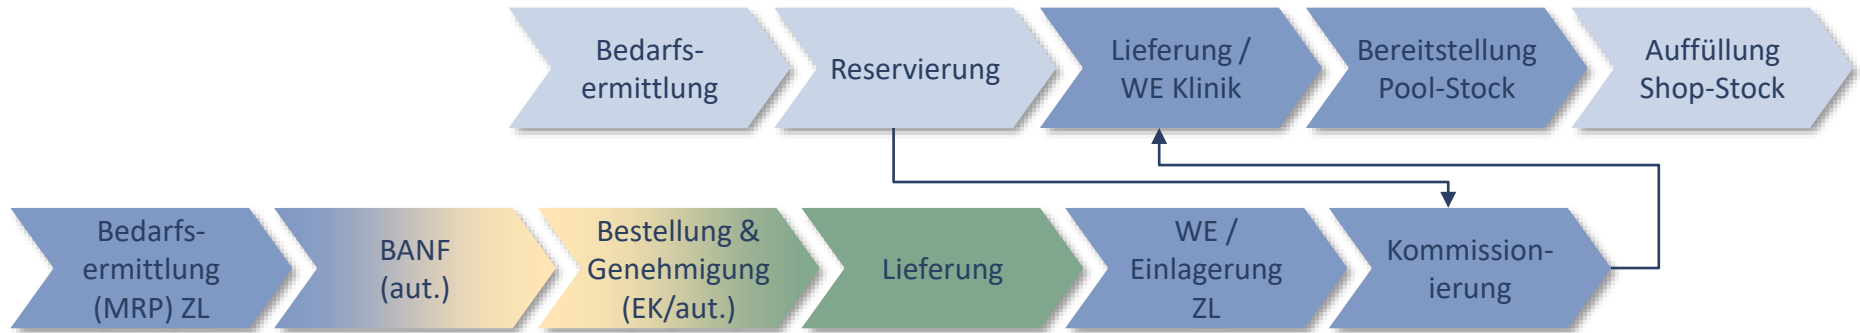 Bedarfs-
ermittlung
Reservierung
Lieferung /
WE Klinik
Bereitstellung
Pool-Stock
Auffüllung
Shop-Stock
Bedarfs-
ermittlung
(MRP) ZL
BANF
(aut.)
Bestellung &
Genehmigung
(EK/aut.)
Lieferung
WE /
Einlagerung
ZL
Kommission-
ierung